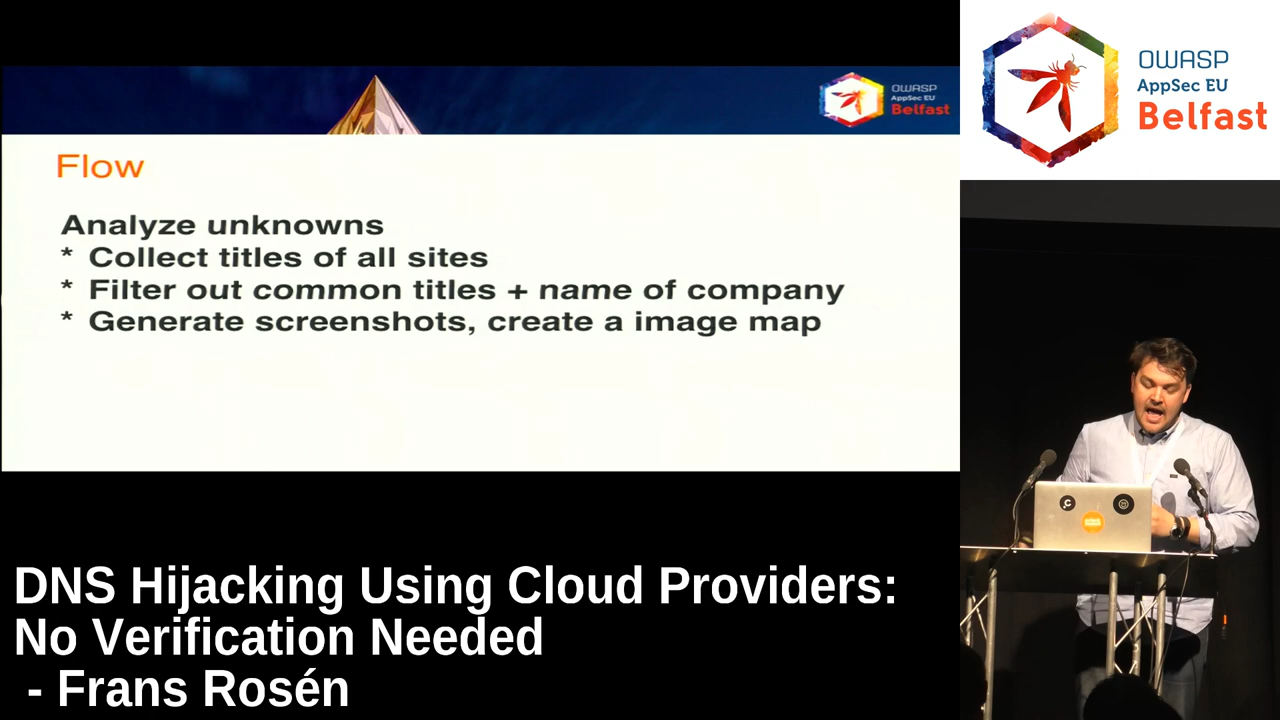 OWASP
AppSec EU
Belfast
Flow
Analyze unknowns
* Collect titles of all sites
* Filter out common titles + name of company
* Generate screenshots, create a image map
OWASP
AppSec EU
Belfast
DNS Hijacking Using Cloud Providers:
No Verification Needed
- Frans Rosén